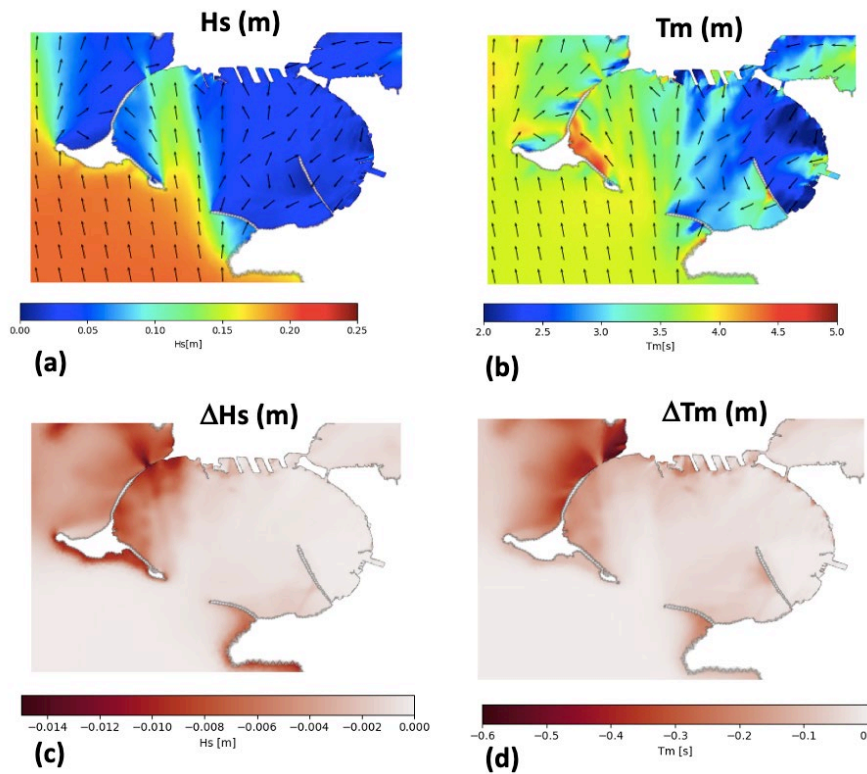 Hs (m)
Tm (m)
0.00 0.05 0.10 0.15 0.20 0.25
Hs[m]
(a)
2.0 2.5 3.0 3.5 4.0 4.5 5.0
Tm[s]
(b)
ΔHs (m)
ΔTm (m)
−0.014 −0.012 −0.010 −0.008 −0.006 −0.004 −0.002 0.000
Hs [m]
(c)
−0.6 −0.5 −0.4 −0.3 −0.2 −0.1 0
Tm [s]
(d)